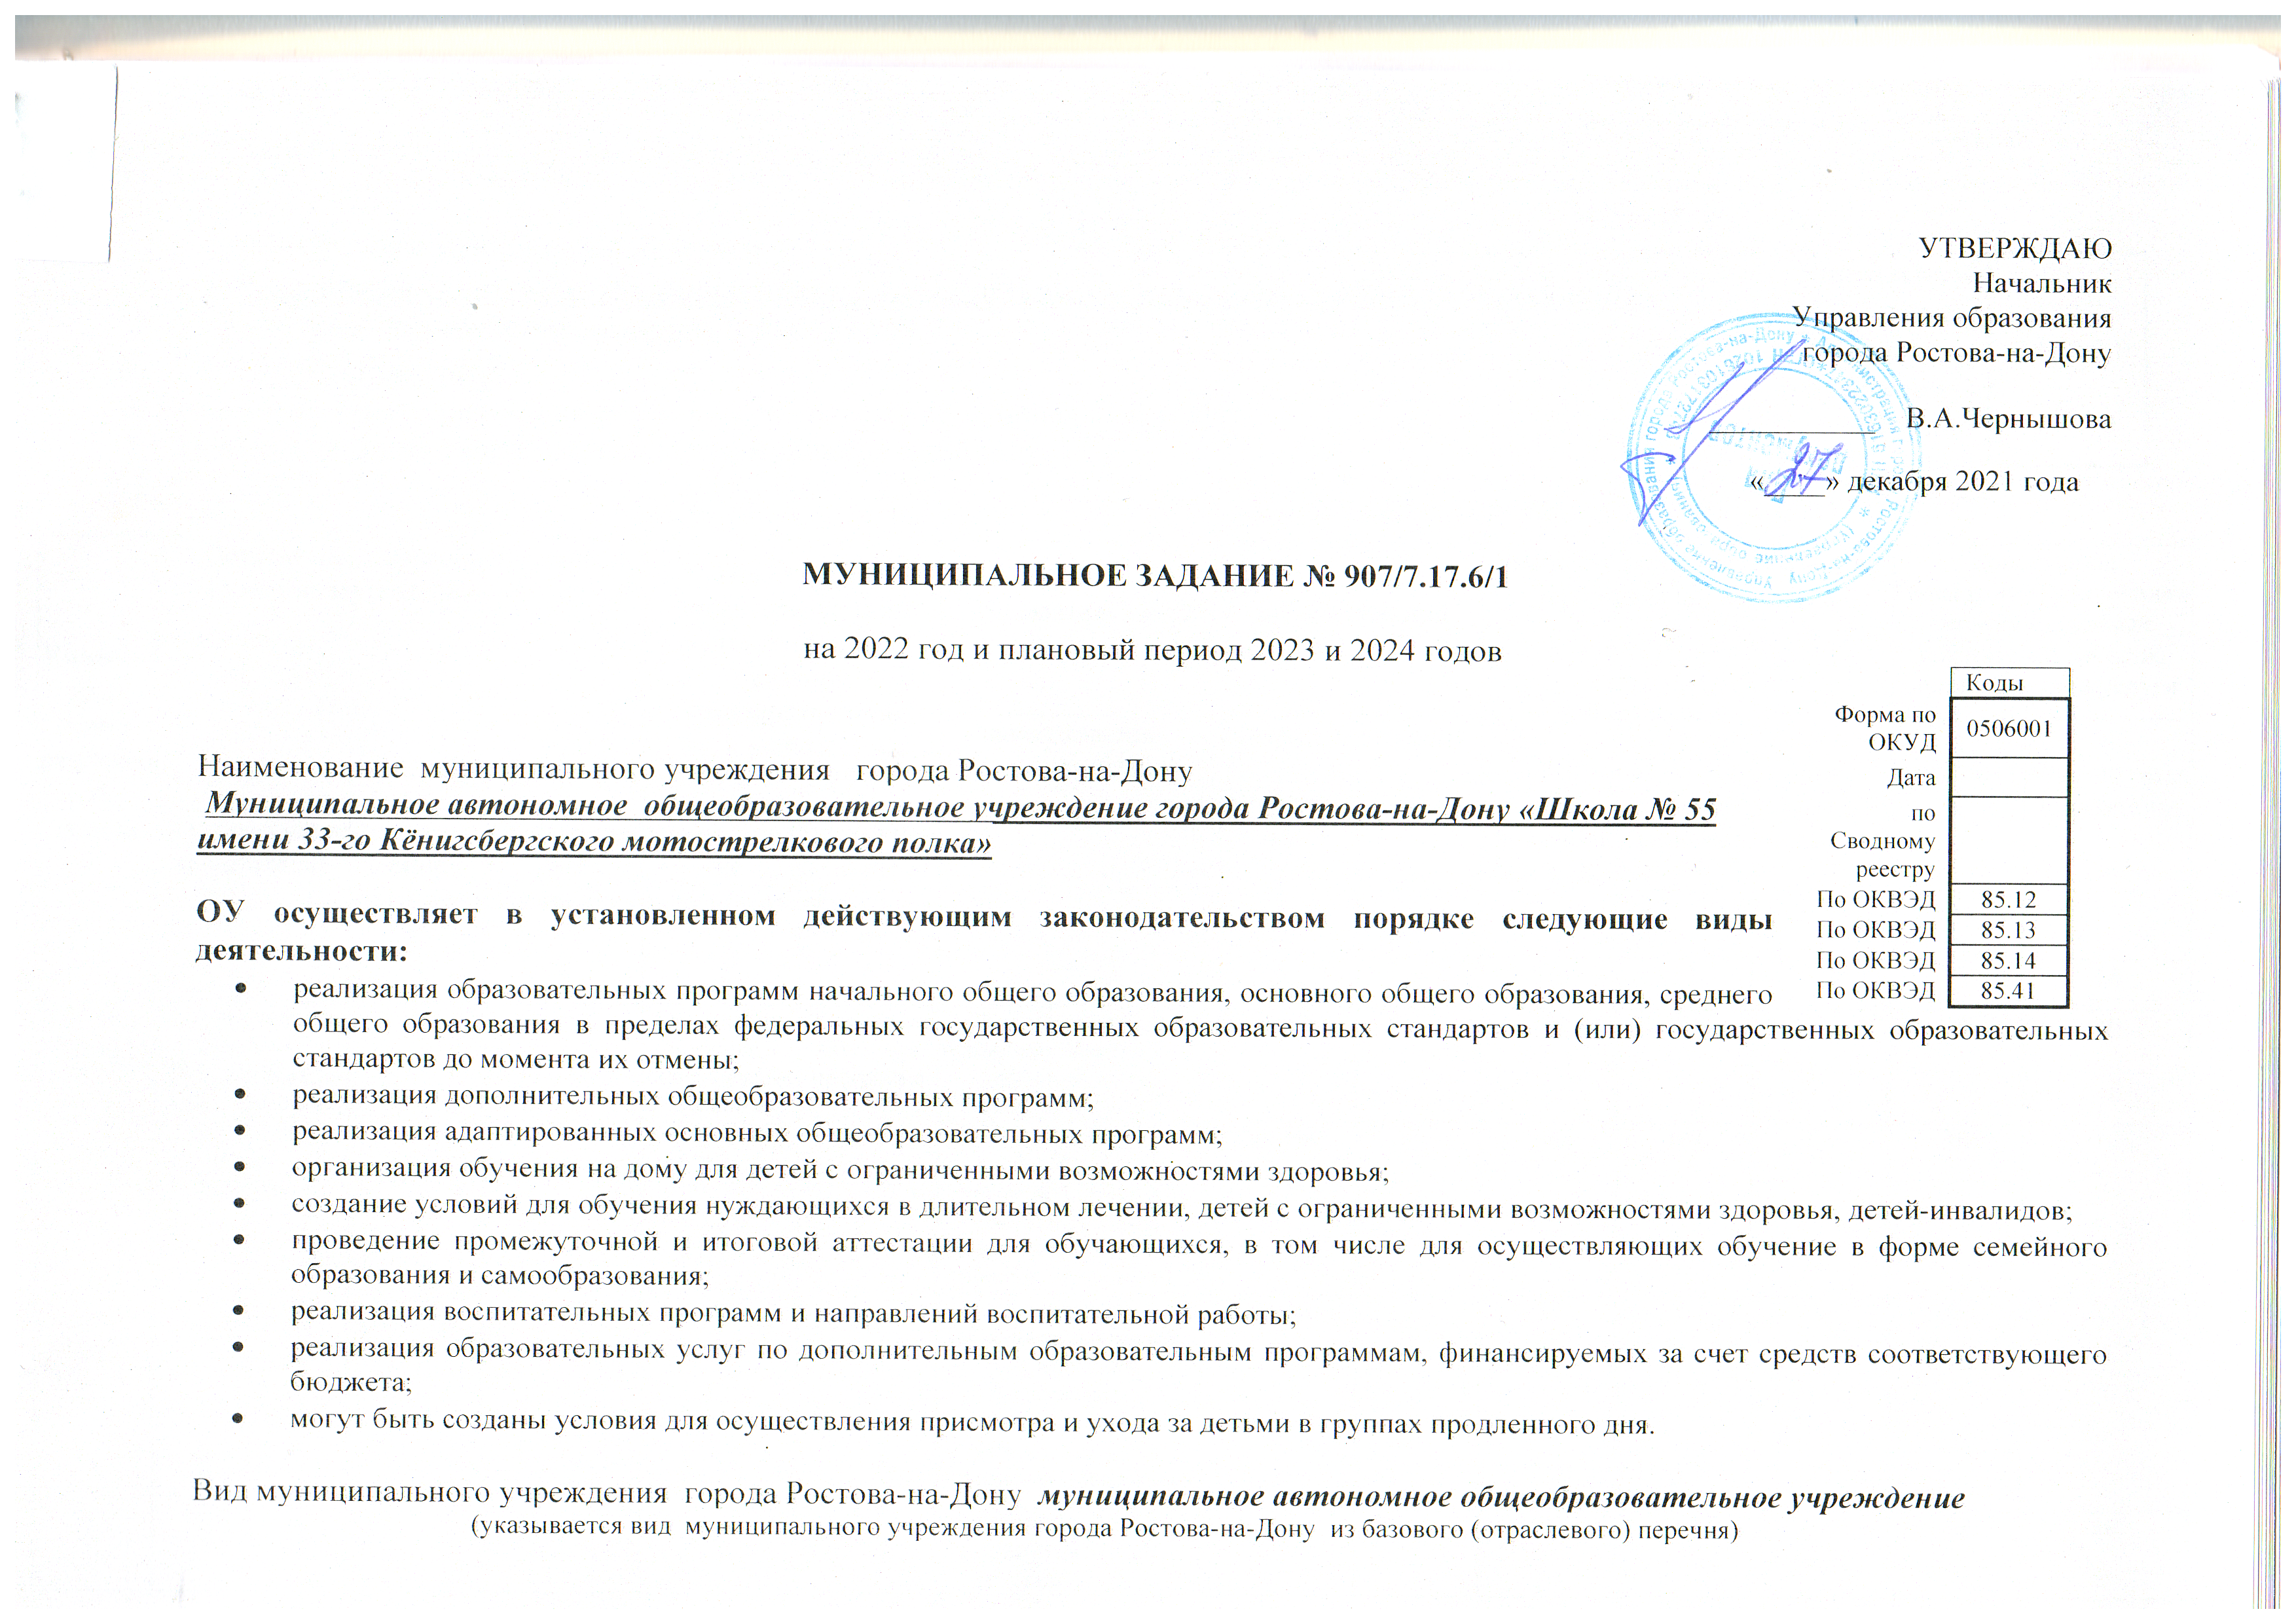 УТВЕРЖДАЮ
Начальник
Управления образования
города Ростова-на-Дону
В.А.Чернышова
«27» декабря 2021 года
МУНИЦИПАЛЬНОЕ ЗАДАНИЕ № 907/7.17.6/1
на 2022 год и плановый период 2023 и 2024 годов
Коды
Форма по ОКУД 0506001
Дата
по Сводному реестру
По ОКВЭД 85.12
По ОКВЭД 85.13
По ОКВЭД 85.14
По ОКВЭД 85.41
Наименование муниципального учреждения города Ростова-на-Дону
Муниципальное автономное общеобразовательное учреждение города Ростова-на-Дону «Школа № 55
имени 33-го Кёнигсбергского мотострелкового полка»
ОУ осуществляет в установленном действующим законодательством порядке следующие виды
деятельности:
• реализация образовательных программ начального общего образования, основного общего образования, среднего
общего образования в пределах федеральных государственных образовательных стандартов и (или) государственных образовательных
стандартов до момента их отмены;
• реализация дополнительных общеобразовательных программ;
• реализация адаптированных основных общеобразовательных программ;
• организация обучения на дому для детей с ограниченными возможностями здоровья;
• создание условий для обучения нуждающихся в длительном лечении, детей с ограниченными возможностями здоровья, детей-инвалидов;
• проведение промежуточной и итоговой аттестации для обучающихся, в том числе для осуществляющих обучение в форме семейного
образования и самообразования;
• реализация воспитательных программ и направлений воспитательной работы;
• реализация образовательных услуг по дополнительным образовательным программам, финансируемых за счет средств соответствующего
бюджета;
• могут быть созданы условия для осуществления присмотра и ухода за детьми в группах продленного дня.
Вид муниципального учреждения города Ростова-на-Дону муниципальное автономное общеобразовательное учреждение
(указывается вид муниципального учреждения города Ростова-на-Дону из базового (отраслевого) перечня)